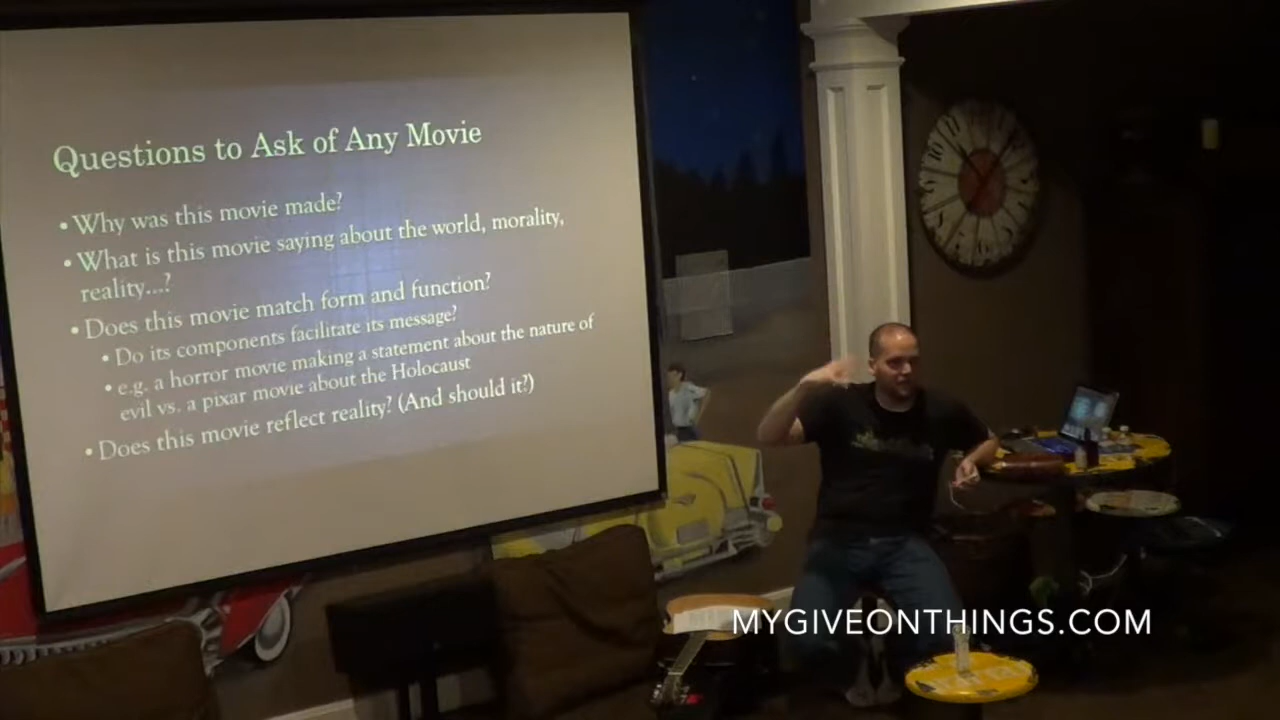 Questions to Ask of Any Movie
• Why was this movie made?
• What is this movie saying about the world, morality,
reality...?
• Does this movie match form and function?
• Do its components facilitate its message?
• e.g. a horror movie making a statement about the nature of
evil vs. a pixar movie about the Holocaust
• Does this movie reflect reality? (And should it?)
MYGIVEONTHINGS.COM